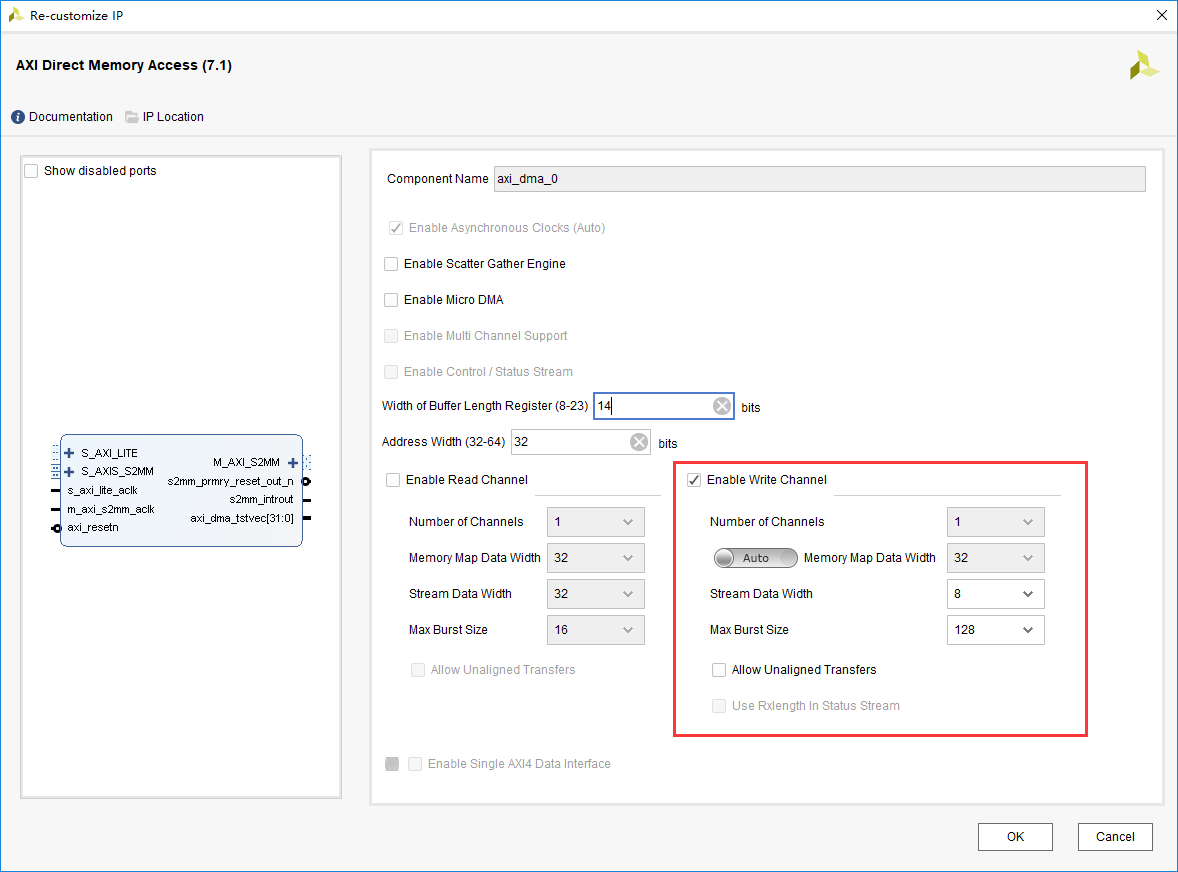 Re-customize IP
AXI Direct Memory Access (7.1)
Documentation IP Location
Show disabled ports
S_AXI_LITE
S_AXIS_S2MM
s_axi_lite_aclk
m_axi_s2mm_aclk
axi_resetn
M_AXI_S2MM
s2mm_prmry_reset_out_n
s2mm_introut
axi_dma_tstvec[31:0]
Component Name axi_dma_0
Enable Asynchronous Clocks (Auto)
Enable Scatter Gather Engine
Enable Micro DMA
Enable Multi Channel Support
Enable Control / Status Stream
Width of Buffer Length Register (8-23) 14 bits
Address Width (32-64) 32 bits
Enable Read Channel
Number of Channels 1
Memory Map Data Width 32
Stream Data Width 32
Max Burst Size 16
Allow Unaligned Transfers
Enable Write Channel
Number of Channels 1
Auto Memory Map Data Width 32
Stream Data Width 8
Max Burst Size 128
Allow Unaligned Transfers
Use Rxlength In Status Stream
Enable Single AXI4 Data Interface
OK Cancel